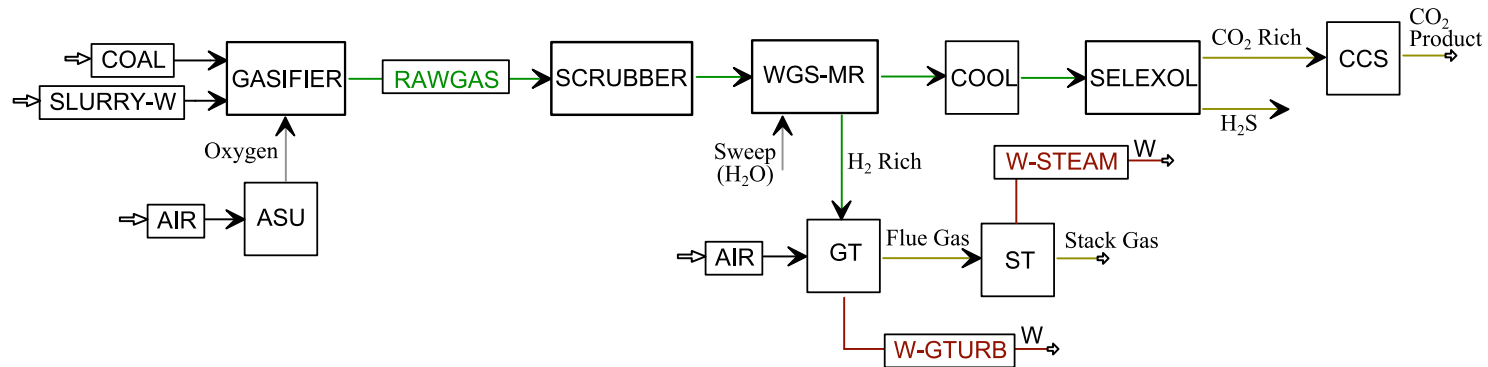 COAL
SLURRY-W
GASIFIER
RAWGAS
SCRUBBER
WGS-MR
COOL
SELEXOL
CO₂ Rich
CCS
CO₂
Product
H₂S
Oxygen
AIR
ASU
Sweep
(H₂O)
H₂ Rich
W-STEAM
W
AIR
GT
Flue Gas
ST
Stack Gas
W-GTURB
W